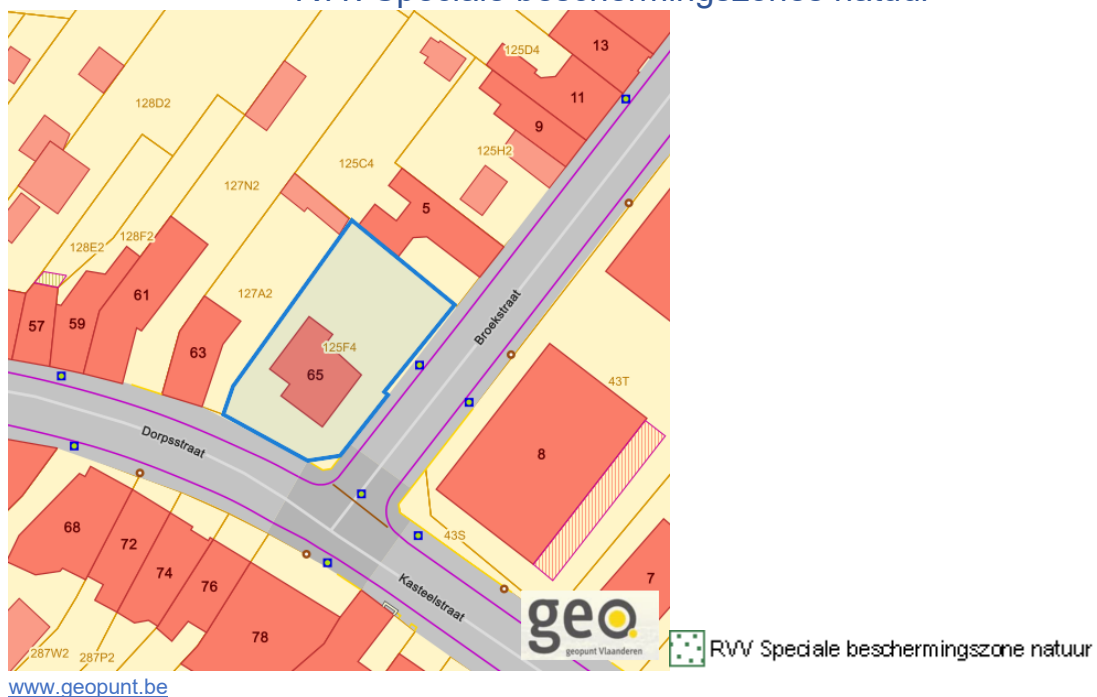 RVV Speciale beschermingszones natuur
13
125D4
11
128D2
9
125H2
125C4
127N2
5
128F2
128E2
61
127A2
Broekstraat
57
59
63
125F4
65
43T
Dorpsstraat
8
68
72
43S
74
76
7
Kasteelstraat
78
287W2
287P2
geo.
geopunt Vlaanderen
RVV Speciale beschermingszone natuur
www.geopunt.be